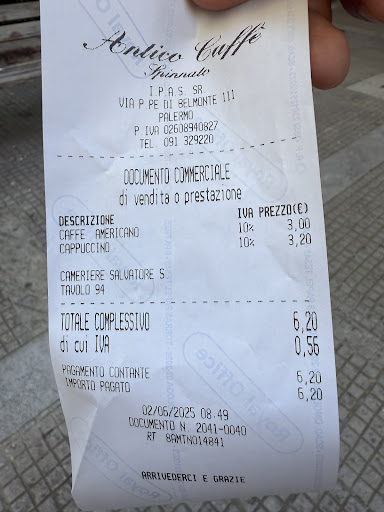 Antico Caffè
Spinnato
I.P.A.S. SR
VIA P.PE DI BELMONTE 111
PALERMO
P IVA 02608940827
TEL. 091 329220
DOCUMENTO COMMERCIALE
di vendita o prestazione
DESCRIZIONE IVA PREZZO(€)
CAFFE AMERICANO 10% 3,00
CAPPUCCINO 10% 3,20
CAMERIERE SALVATORE S
TAVOLO 94
TOTALE COMPLESSIVO 6,20
di cui IVA 0,56
PAGAMENTO CONTANTE 6,20
IMPORTO PAGATO 6,20
02/06/2025 08:49
DOCUMENTO N. 2041-0040
RT 8AMTN014841
ARRIVEDERCI E GRAZIE